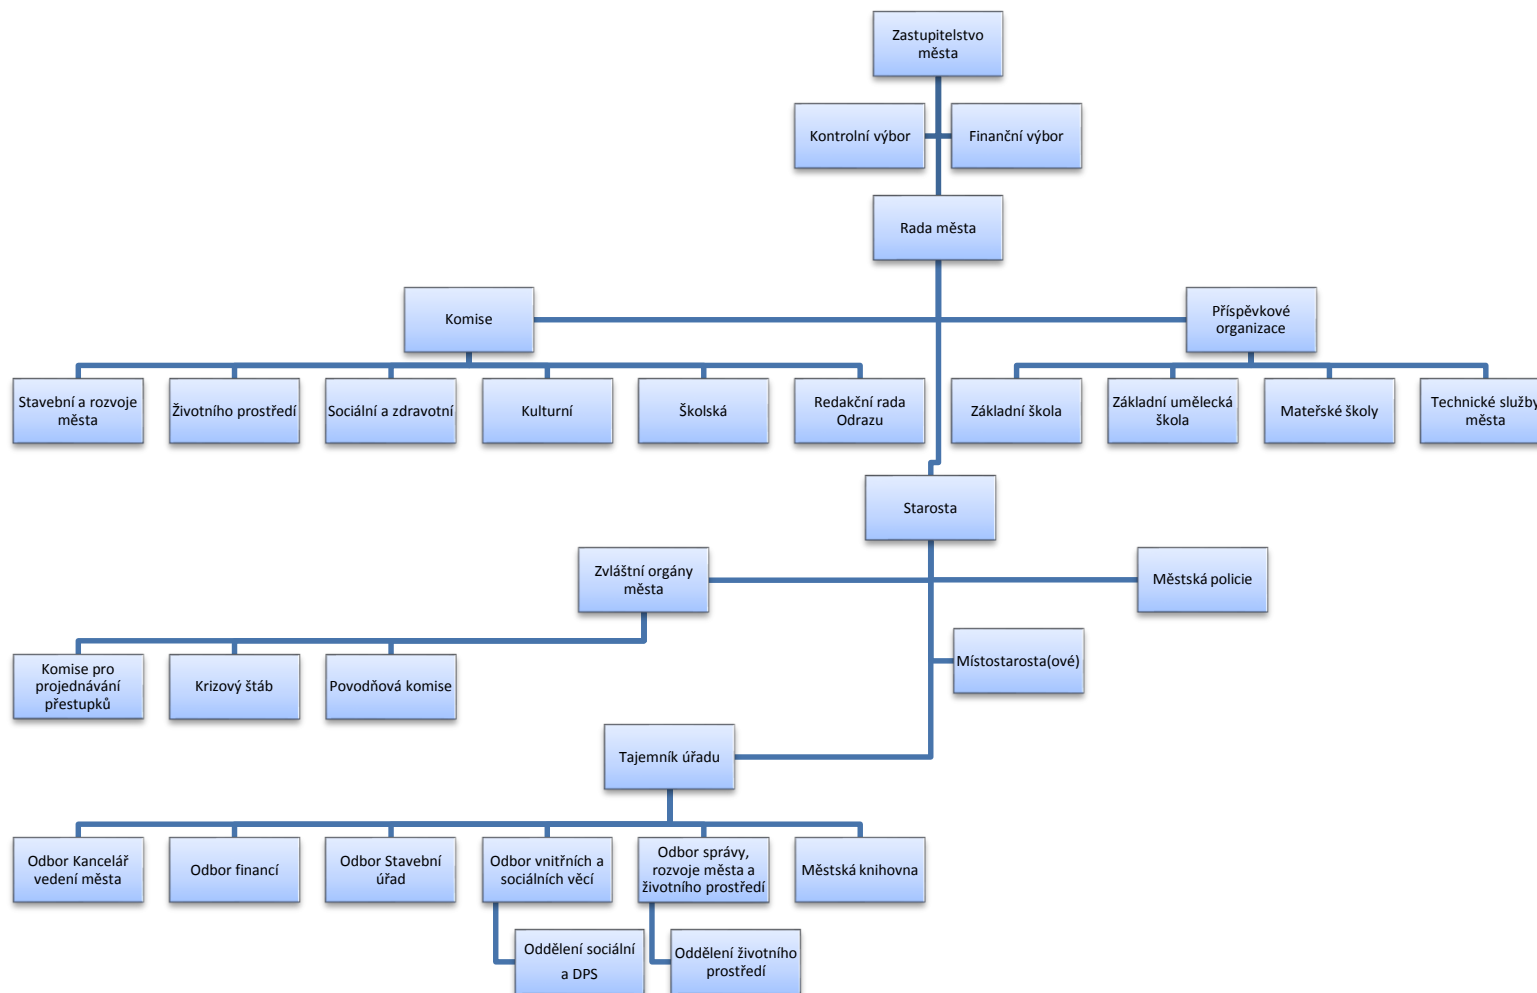 Zastupitelstvo
města
Kontrolní výbor
Finanční výbor
Rada města
Komise
Příspěvkové
organizace
Stavební a rozvoje
města
Životního prostředí
Sociální a zdravotní
Kulturní
Školská
Redakční rada
Odrazu
Základní škola
Základní umělecká
škola
Mateřské školy
Technické služby
města
Starosta
Zvláštní orgány
města
Městská policie
Komise pro
projednávání
přestupků
Krizový štáb
Povodňová komise
Místostarosta(ové)
Tajemník úřadu
Odbor Kancelář
vedení města
Odbor financí
Odbor Stavební
úřad
Odbor vnitřních a
sociálních věcí
Odbor správy,
rozvoje města a
životního prostředí
Městská knihovna
Oddělení sociální
a DPS
Oddělení životního
prostředí